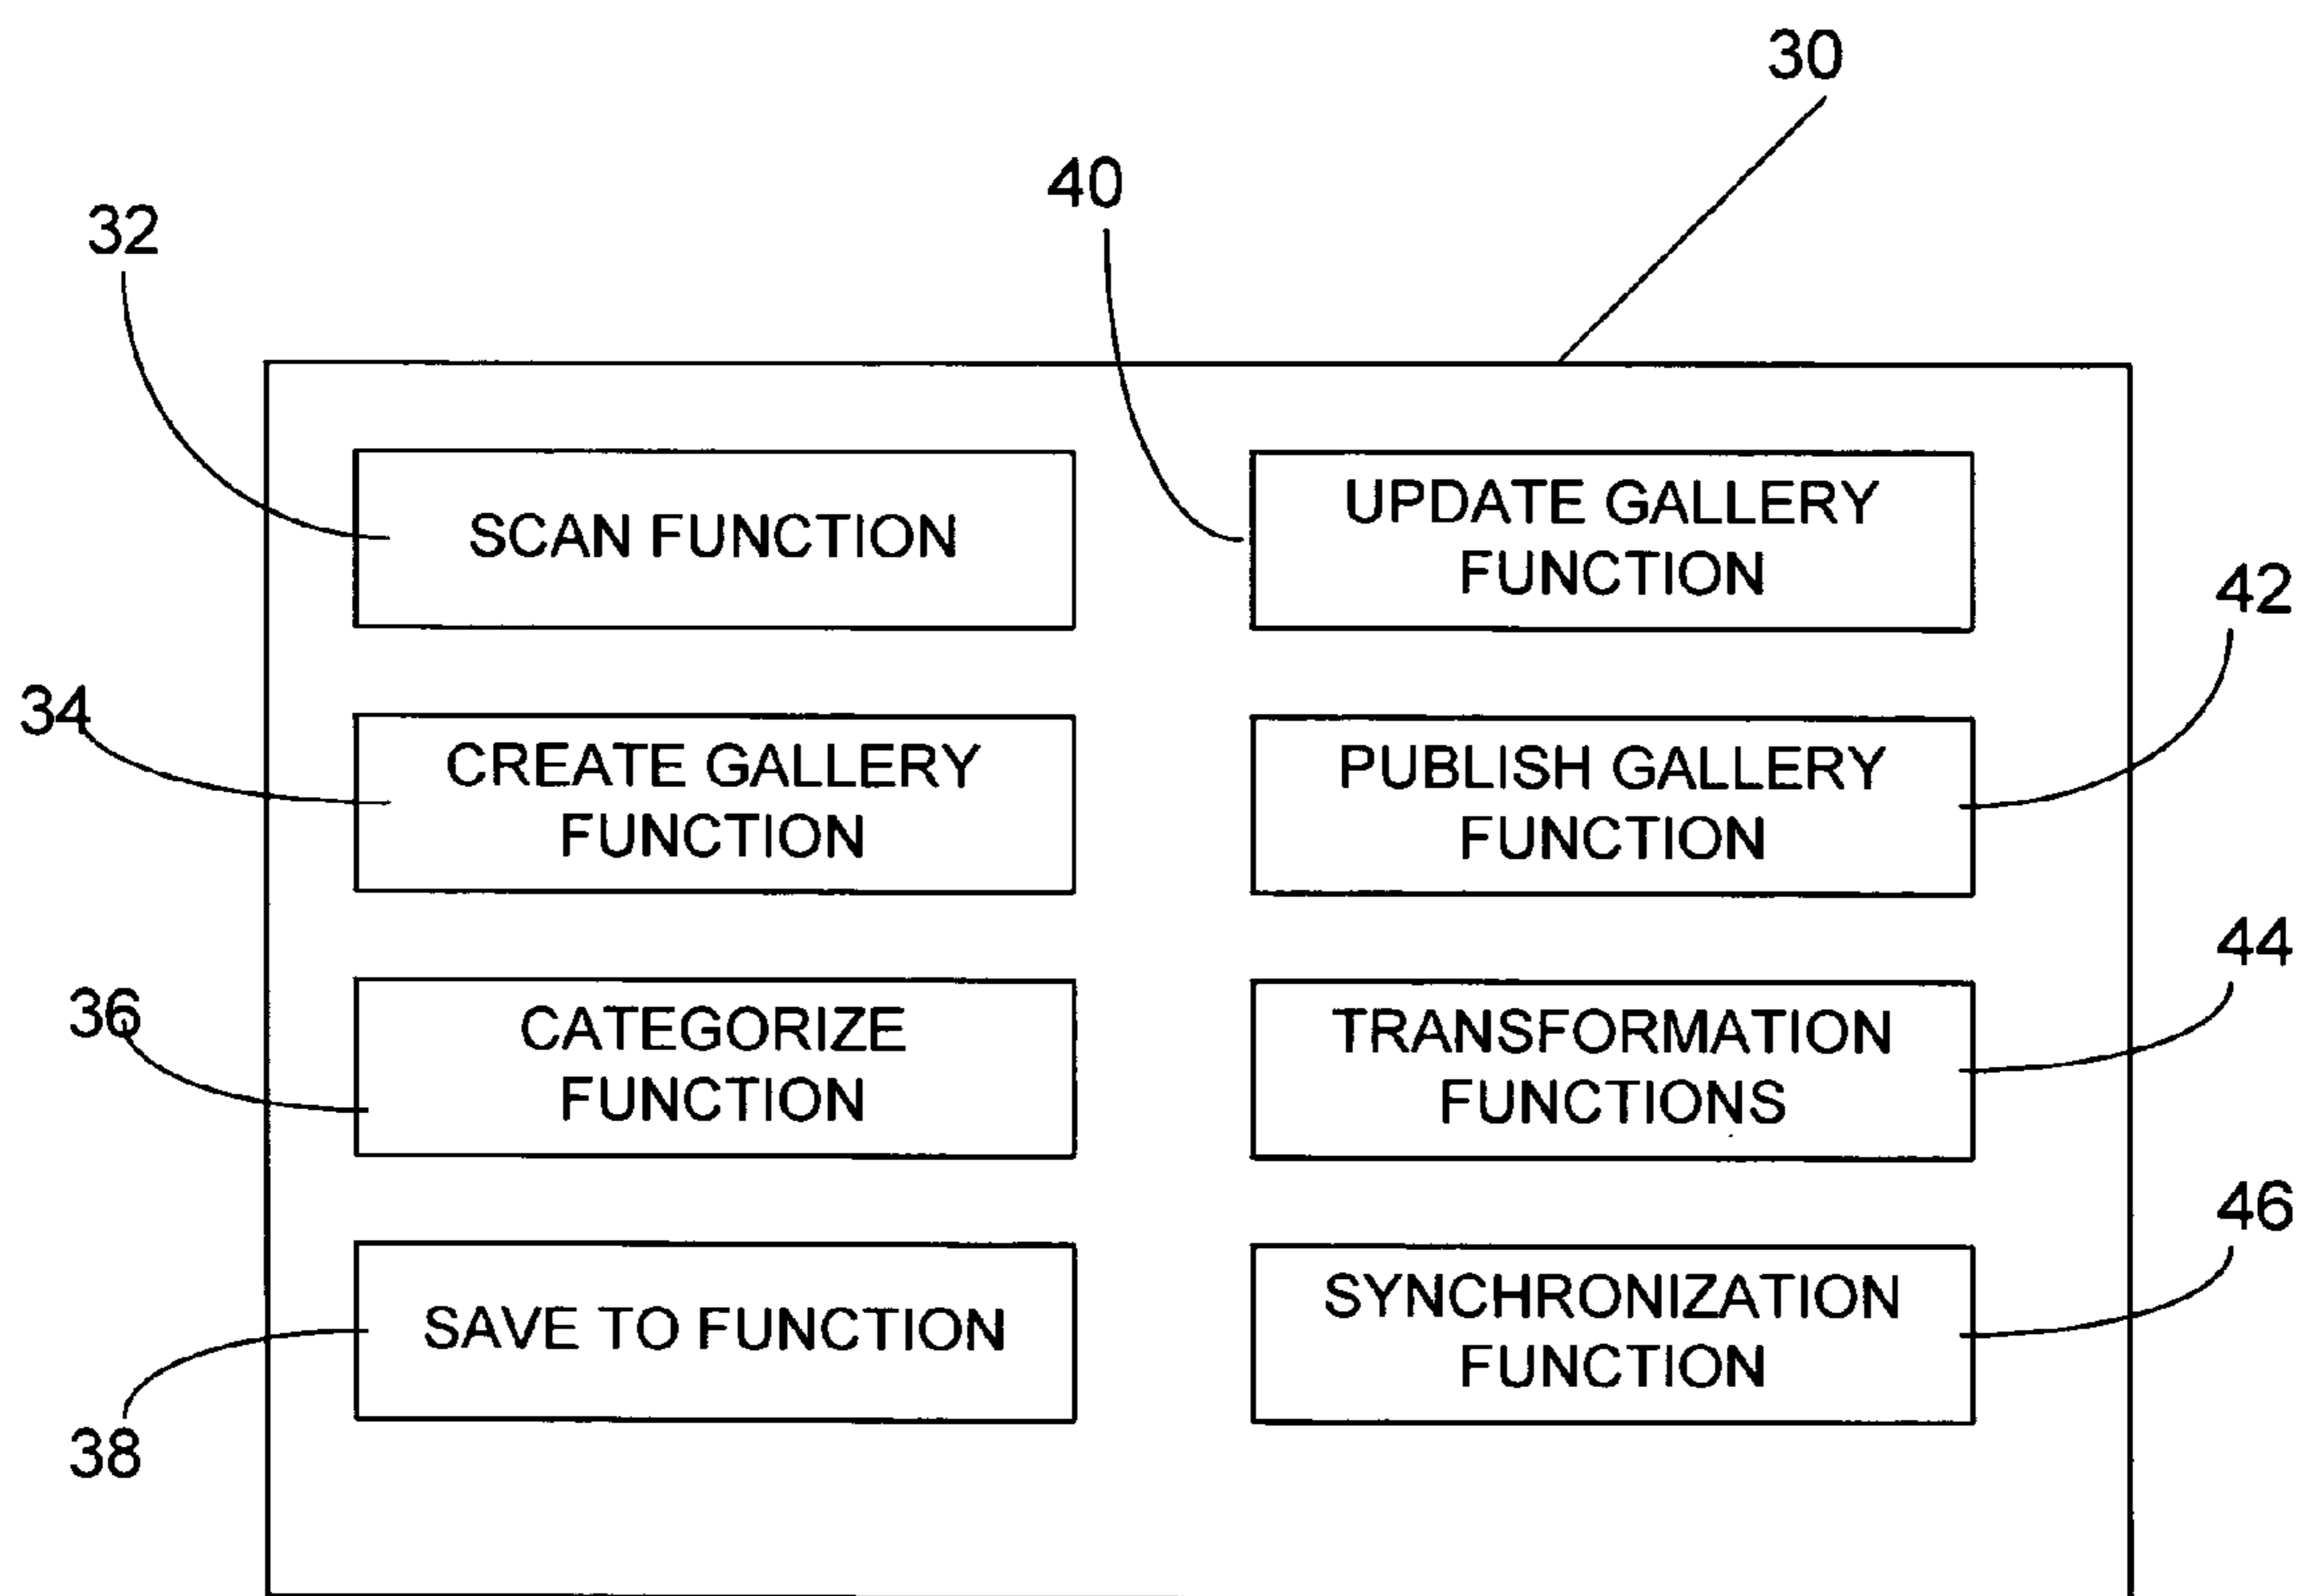 30
40
32
SCAN FUNCTION
UPDATE GALLERY
FUNCTION
42
34
CREATE GALLERY
FUNCTION
PUBLISH GALLERY
FUNCTION
44
36
CATEGORIZE
FUNCTION
TRANSFORMATION
FUNCTIONS
46
SAVE TO FUNCTION
SYNCHRONIZATION
FUNCTION
38